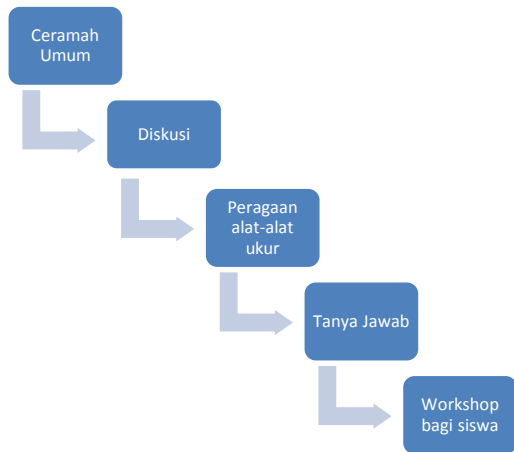 Ceramah
Umum
Diskusi
Peragaan
alat-alat
ukur
Tanya Jawab
Workshop
bagi siswa